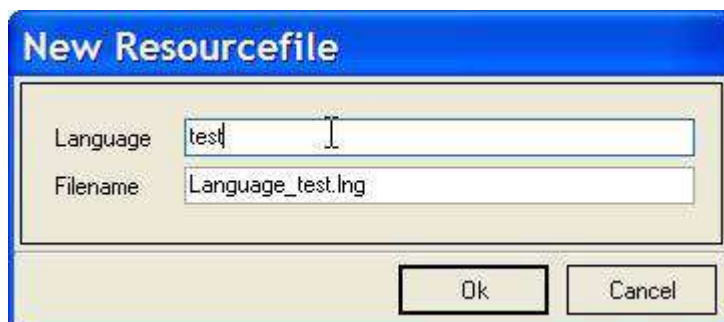 New Resourcefile
Language test
Filename Language_test.lng
Ok Cancel